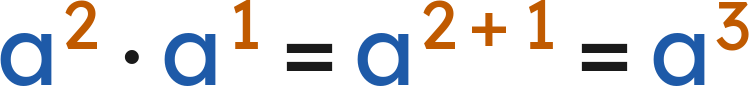 a² · a¹ = a²⁺¹ = a³